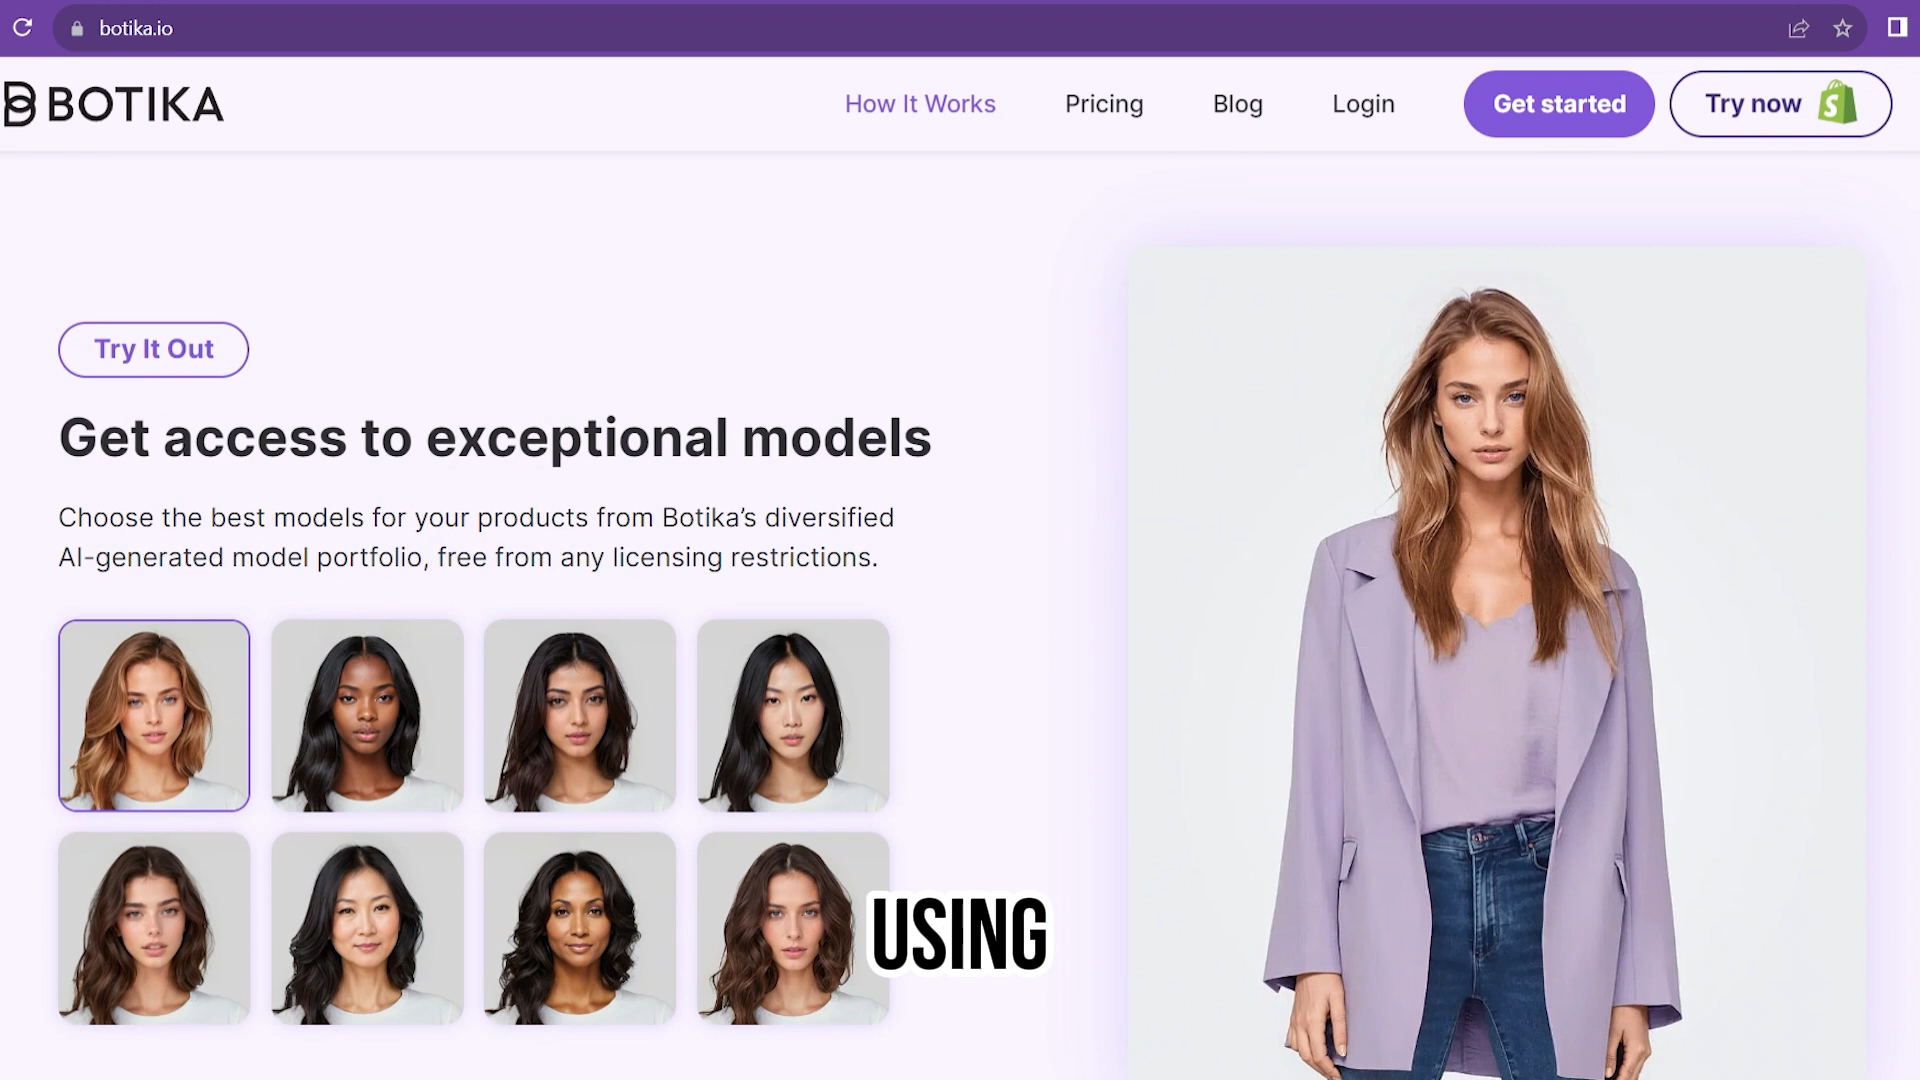 botika.io
BOTIKA
How It Works
Pricing
Blog
Login
Get started
Try now
Try It Out
Get access to exceptional models
Choose the best models for your products from Botika’s diversified
AI-generated model portfolio, free from any licensing restrictions.
USING